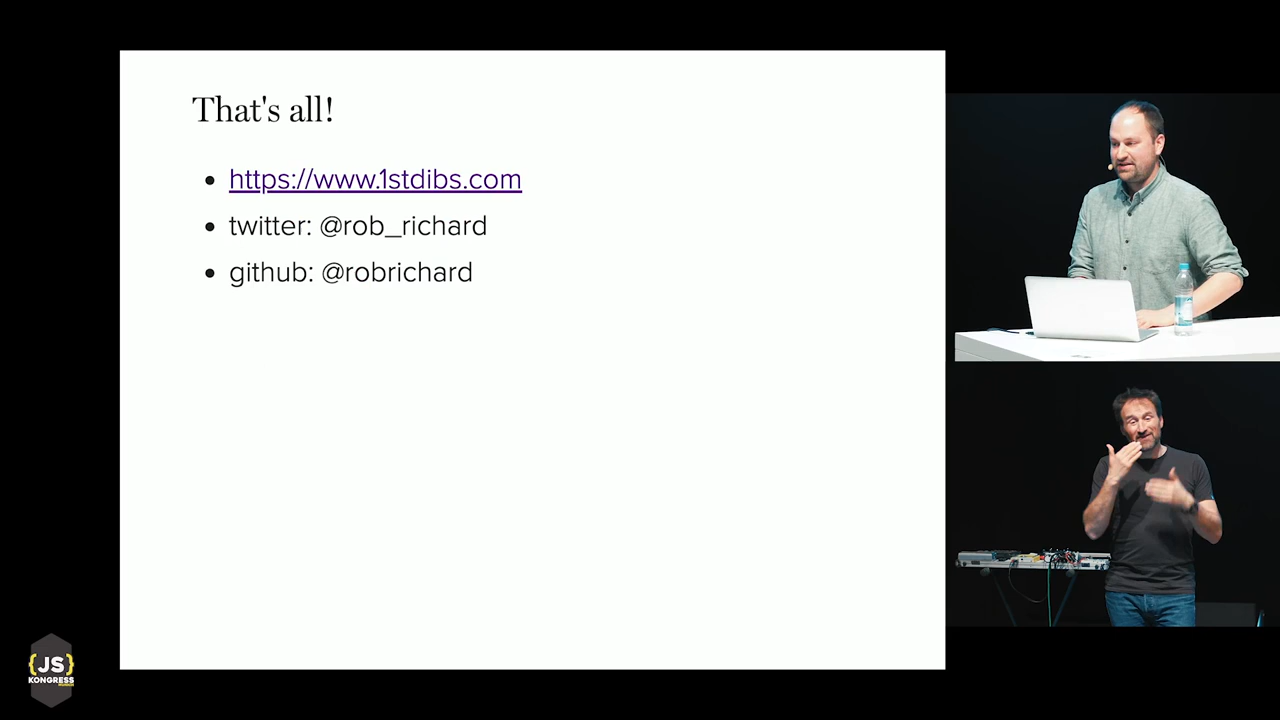 That's all!
https://www.1stdibs.com
twitter: @rob_richard
github: @robrichard
{JS}
KONGRESS